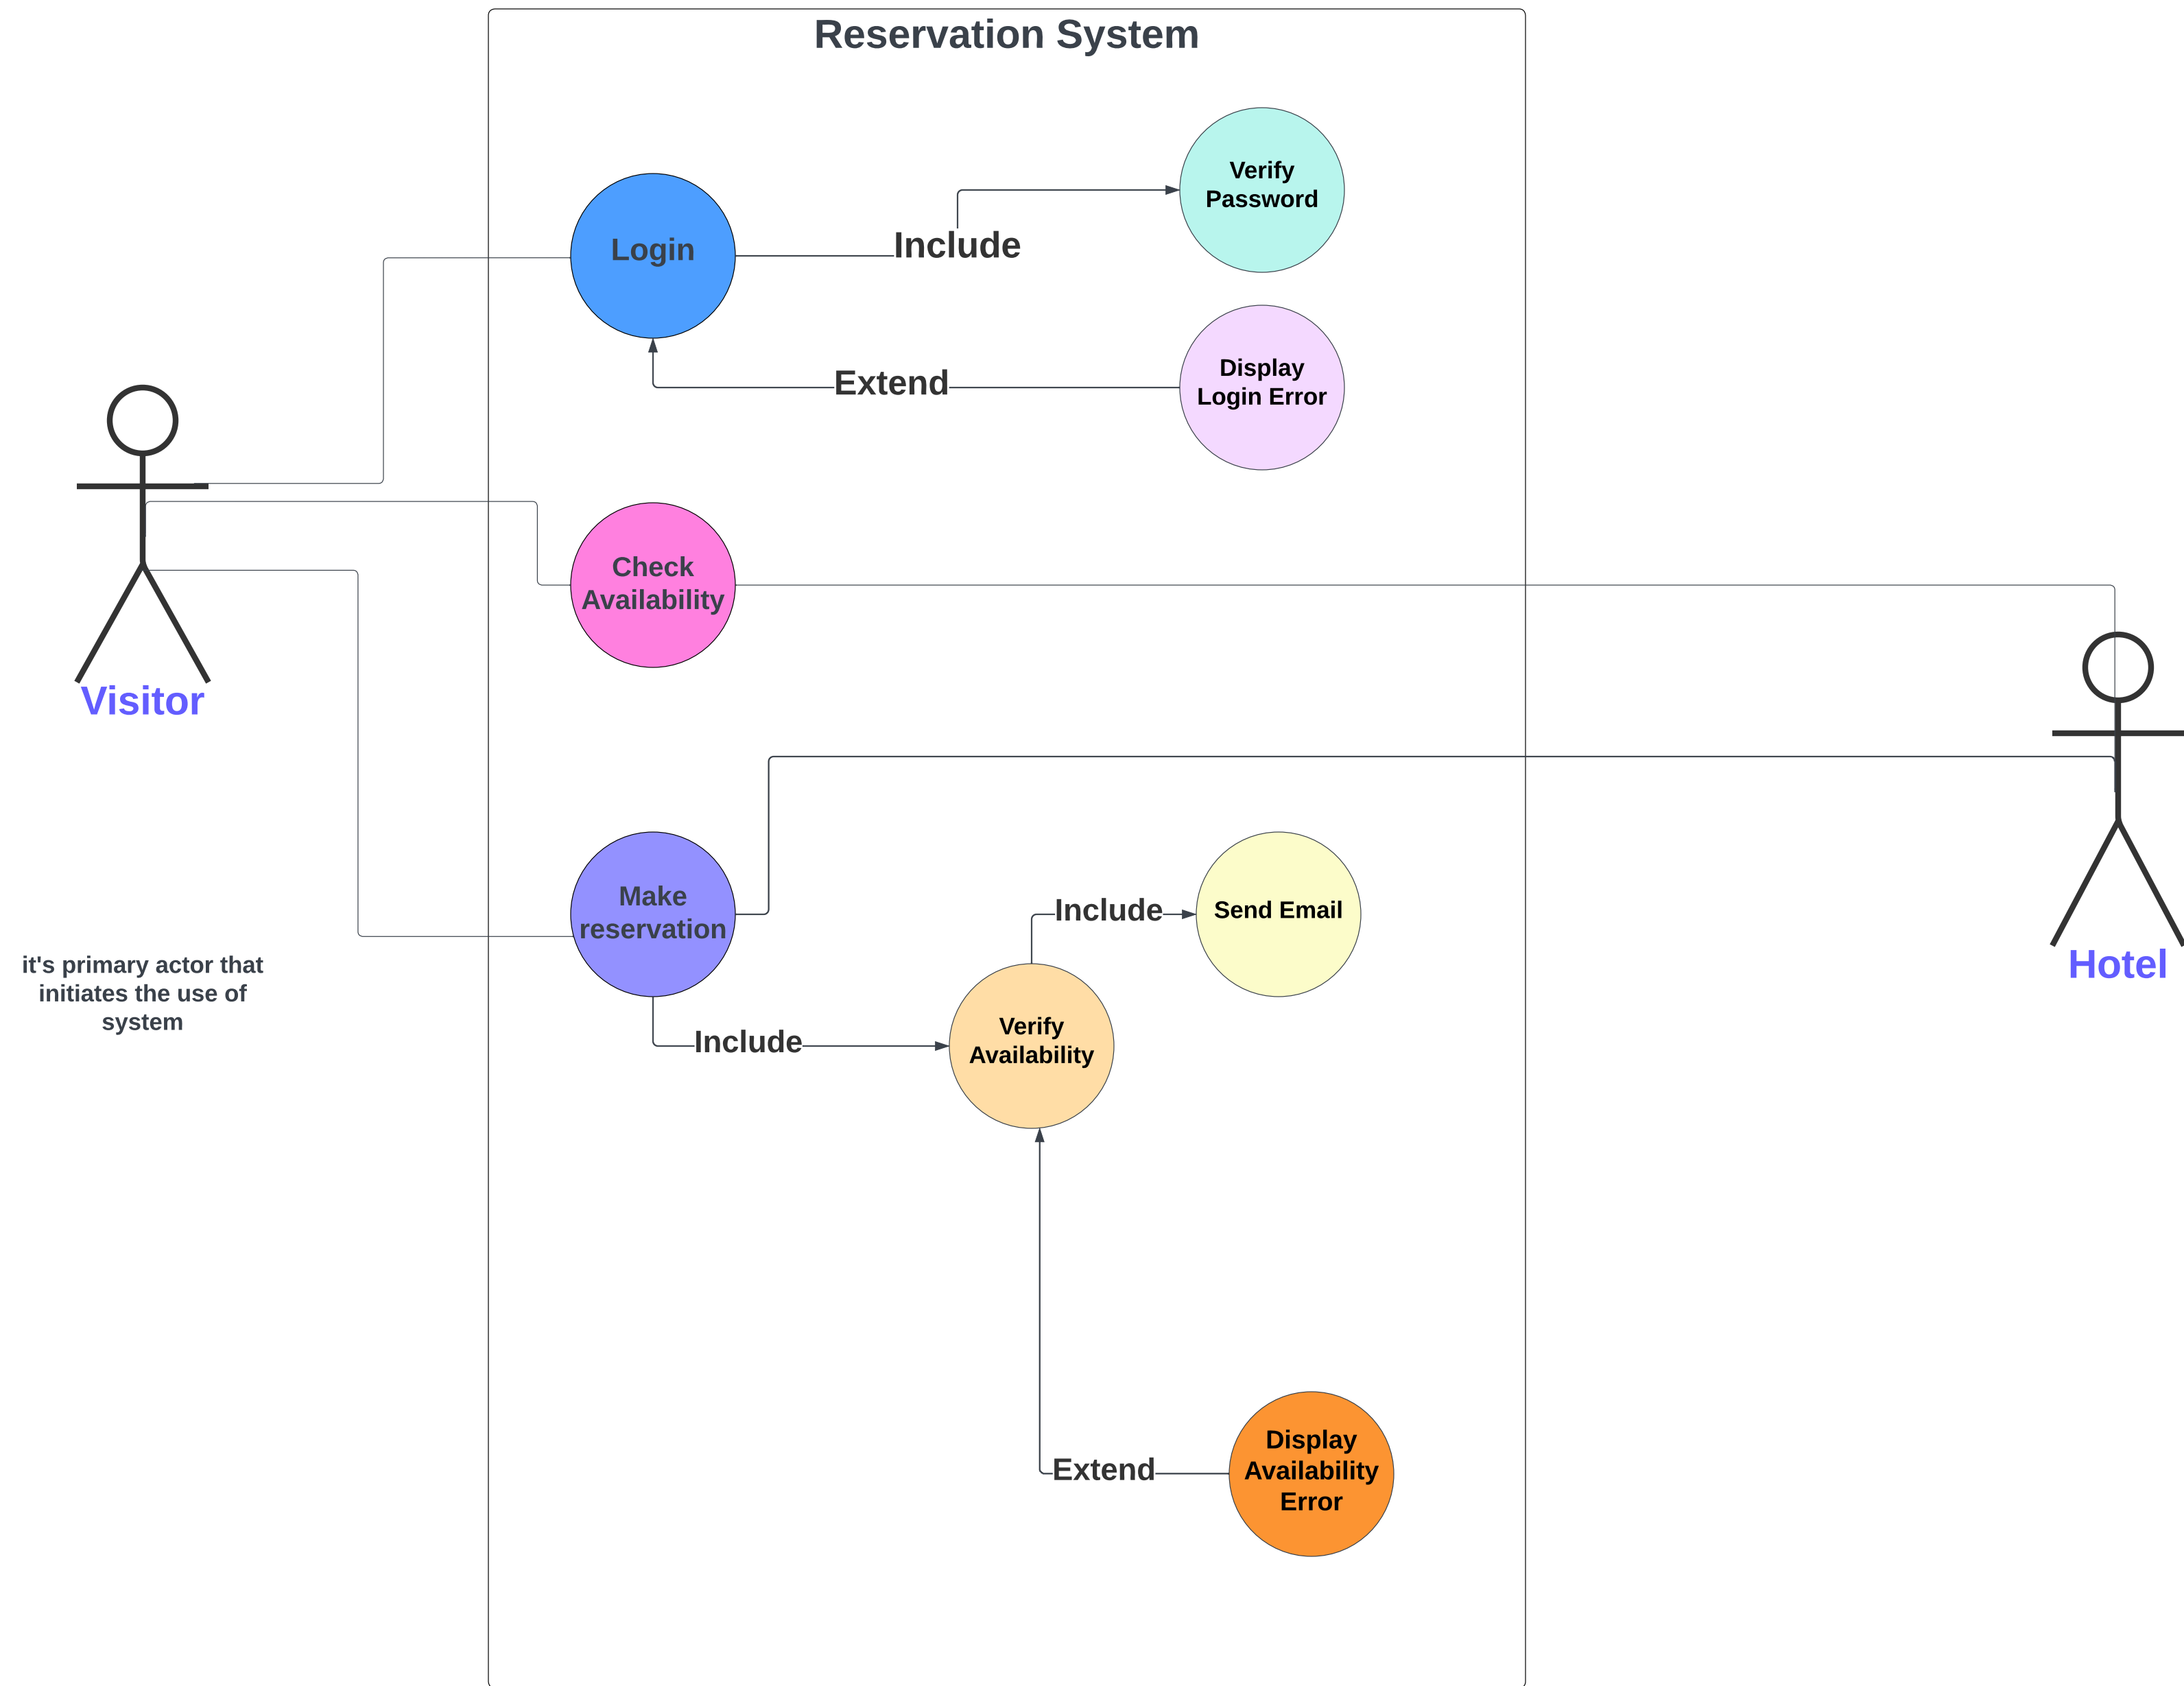 Reservation System
Verify
Password
Login
Include
Display
Login Error
Extend
Check
Availability
Visitor
Make
reservation
Include
Send Email
it's primary actor that
initiates the use of
system
Hotel
Include
Verify
Availability
Extend
Display
Availability
Error